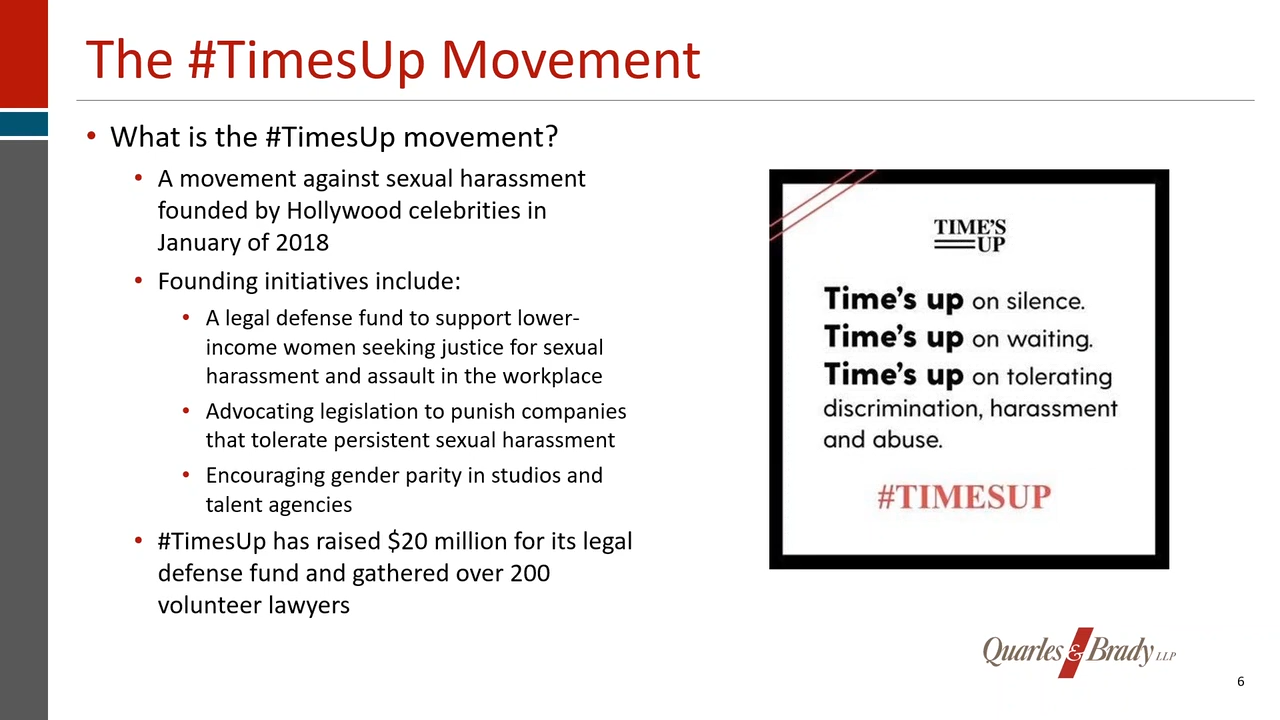 The #TimesUp Movement
• What is the #TimesUp movement?
• A movement against sexual harassment
founded by Hollywood celebrities in
January of 2018
• Founding initiatives include:
• A legal defense fund to support lower-
income women seeking justice for sexual
harassment and assault in the workplace
• Advocating legislation to punish companies
that tolerate persistent sexual harassment
• Encouraging gender parity in studios and
talent agencies
• #TimesUp has raised $20 million for its legal
defense fund and gathered over 200
volunteer lawyers
TIME'S
UP
Time's up on silence.
Time's up on waiting.
Time's up on tolerating
discrimination, harassment
and abuse.
#TIMESUP
Quarles & Brady LLP
6